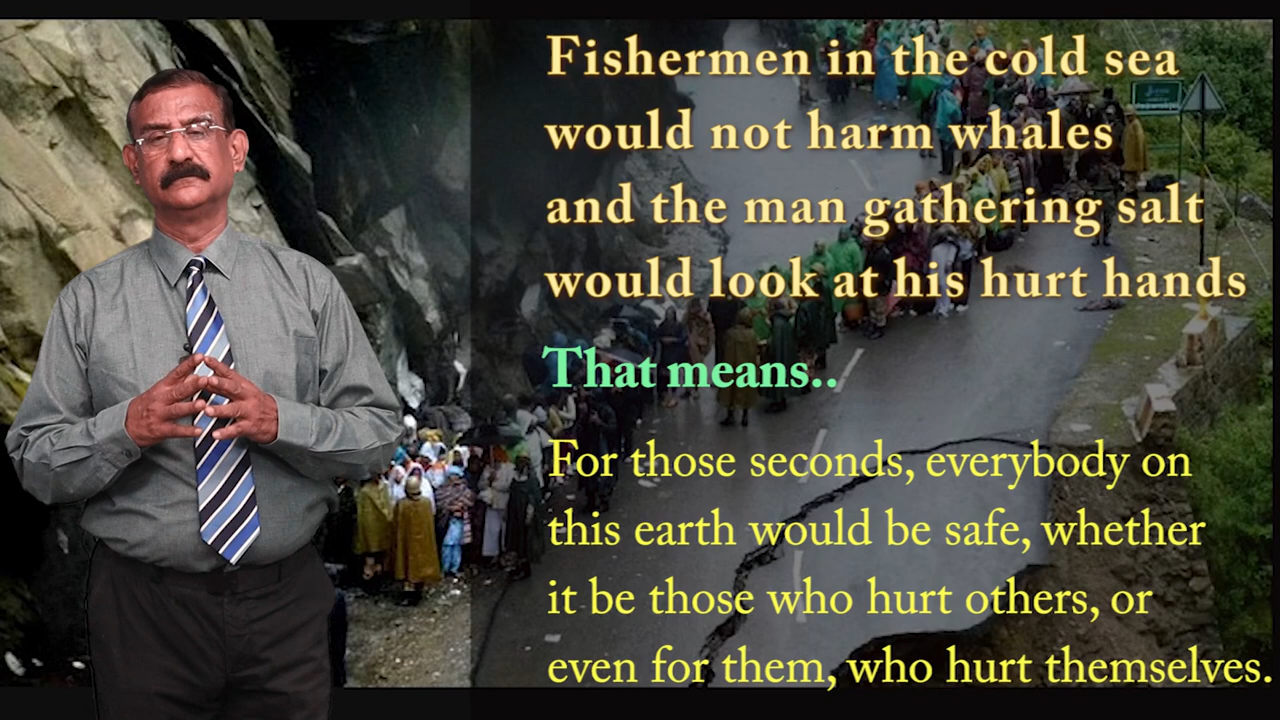 Fishermen in the cold sea
would not harm whales
and the man gathering salt
would look at his hurt hands
That means..
For those seconds, everybody on
this earth would be safe, whether
it be those who hurt others, or
even for them, who hurt themselves.